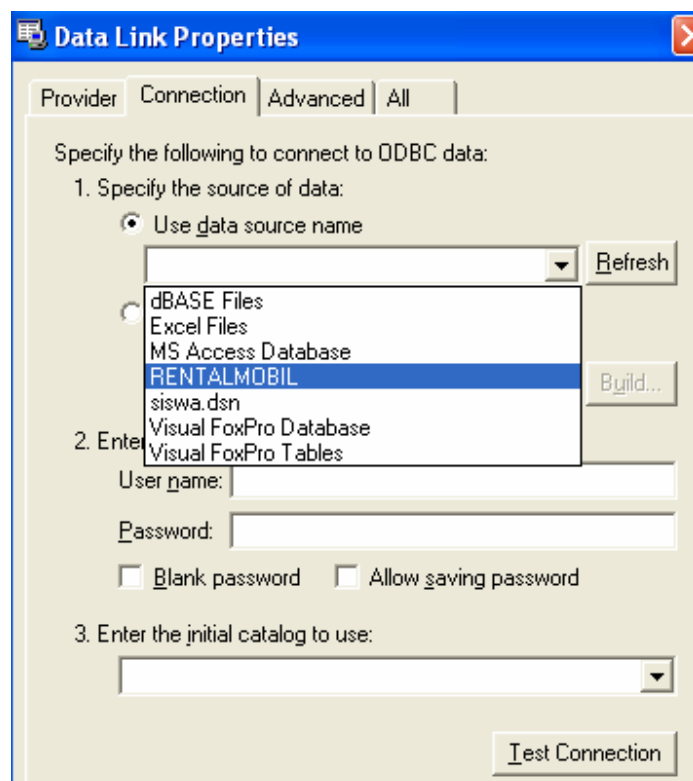 Data Link Properties
Provider Connection Advanced All
Specify the following to connect to ODBC data:
1. Specify the source of data:
Use data source name
Refresh
dBASE Files
Excel Files
MS Access Database
RENTALMOBIL
Build...
siswa.dsn
Visual FoxPro Database
2. Enter
Visual FoxPro Tables
User name:
Password:
Blank password Allow saving password
3. Enter the initial catalog to use:
Test Connection